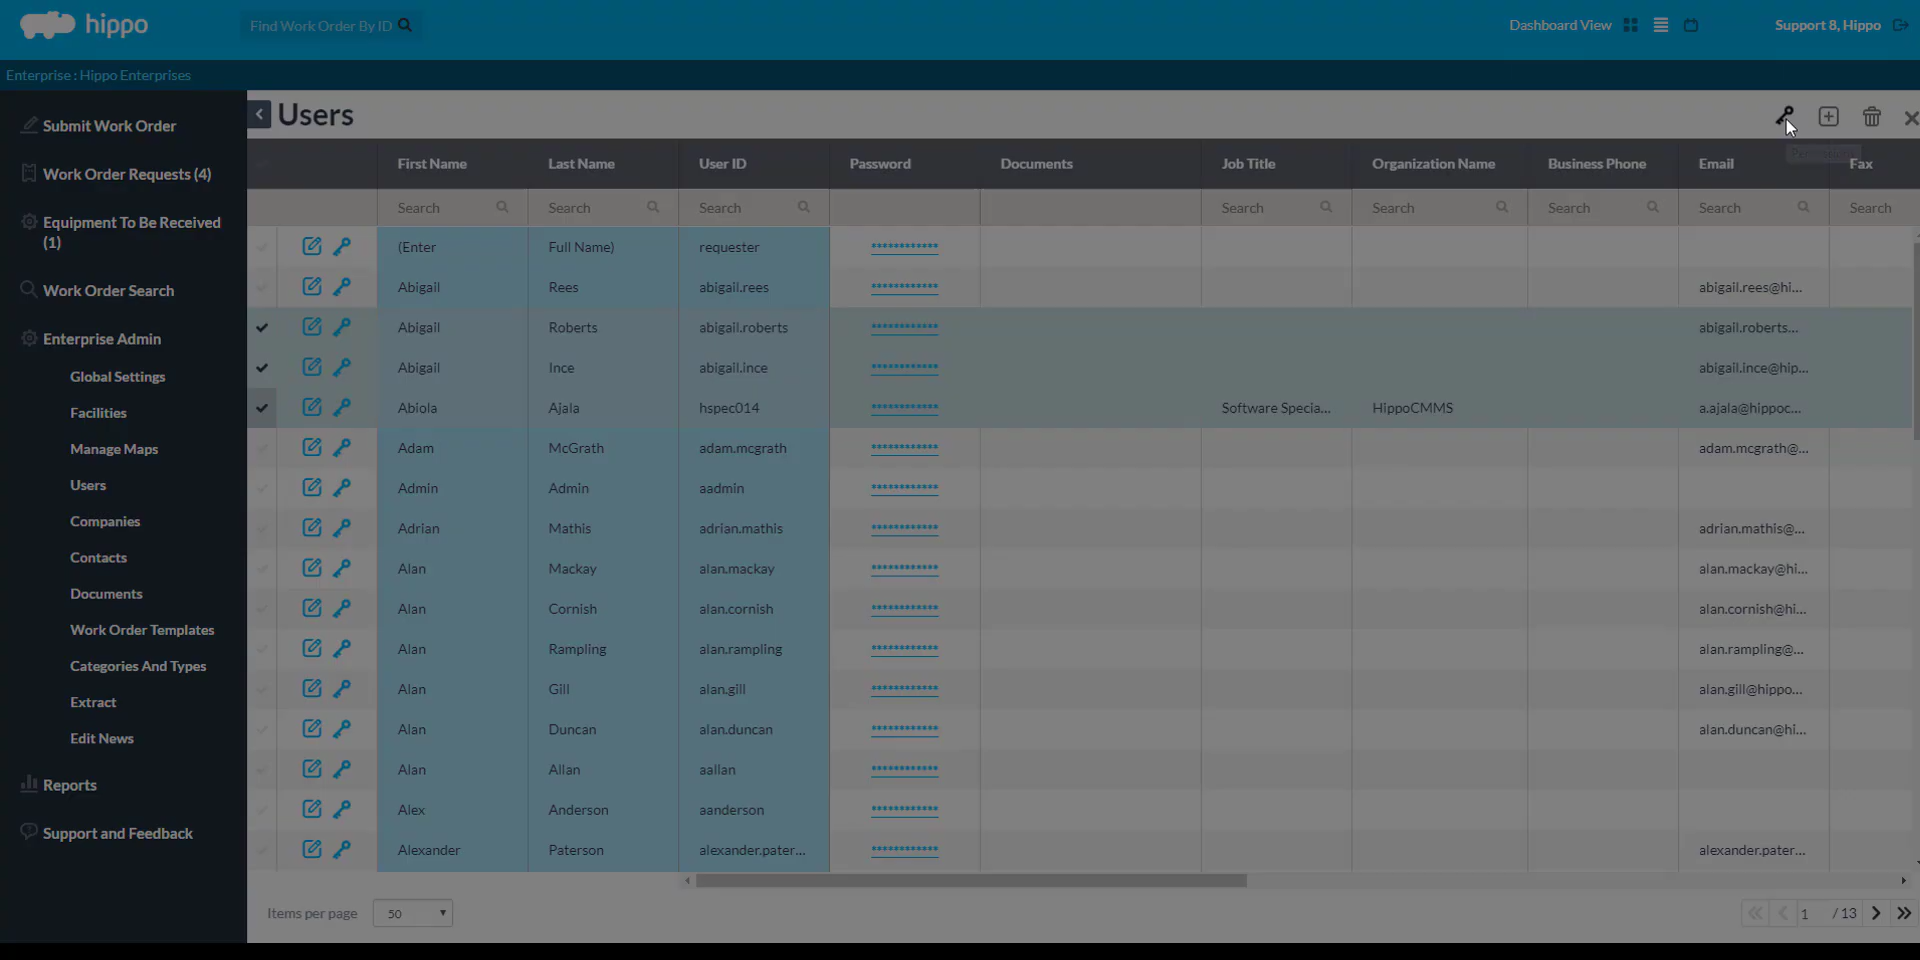 hippo
Find Work Order By ID
Dashboard View
Support 8, Hippo
Enterprise : Hippo Enterprises
Submit Work Order
Work Order Requests (4)
Equipment To Be Received
(1)
Work Order Search
Enterprise Admin
Global Settings
Facilities
Manage Maps
Users
Companies
Contacts
Documents
Work Order Templates
Categories And Types
Extract
Edit News
Reports
Support and Feedback
Users
Permissions
First Name Last Name User ID Password Documents Job Title Organization Name Business Phone Email Fax
Search Search Search Search Search Search Search Search
(Enter Full Name) requester ************
Abigail Rees abigail.rees ************ abigail.rees@hi...
Abigail Roberts abigail.roberts ************ abigail.roberts...
Abigail Ince abigail.ince ************ abigail.ince@hip...
Abiola Ajala hspec014 ************ Software Specia... HippoCMMS a.ajala@hippoc...
Adam McGrath adam.mcgrath ************ adam.mcgrath@...
Admin Admin aadmin ************
Adrian Mathis adrian.mathis ************ adrian.mathis@...
Alan Mackay alan.mackay ************ alan.mackay@hi...
Alan Cornish alan.cornish ************ alan.cornish@hi...
Alan Rampling alan.rampling ************ alan.rampling@...
Alan Gill alan.gill ************ alan.gill@hippo...
Alan Duncan alan.duncan ************ alan.duncan@hi...
Alan Allan aallan ************
Alex Anderson aanderson ************
Alexander Paterson alexander.pater... ************ alexander.pater...
Items per page 50
1 / 13